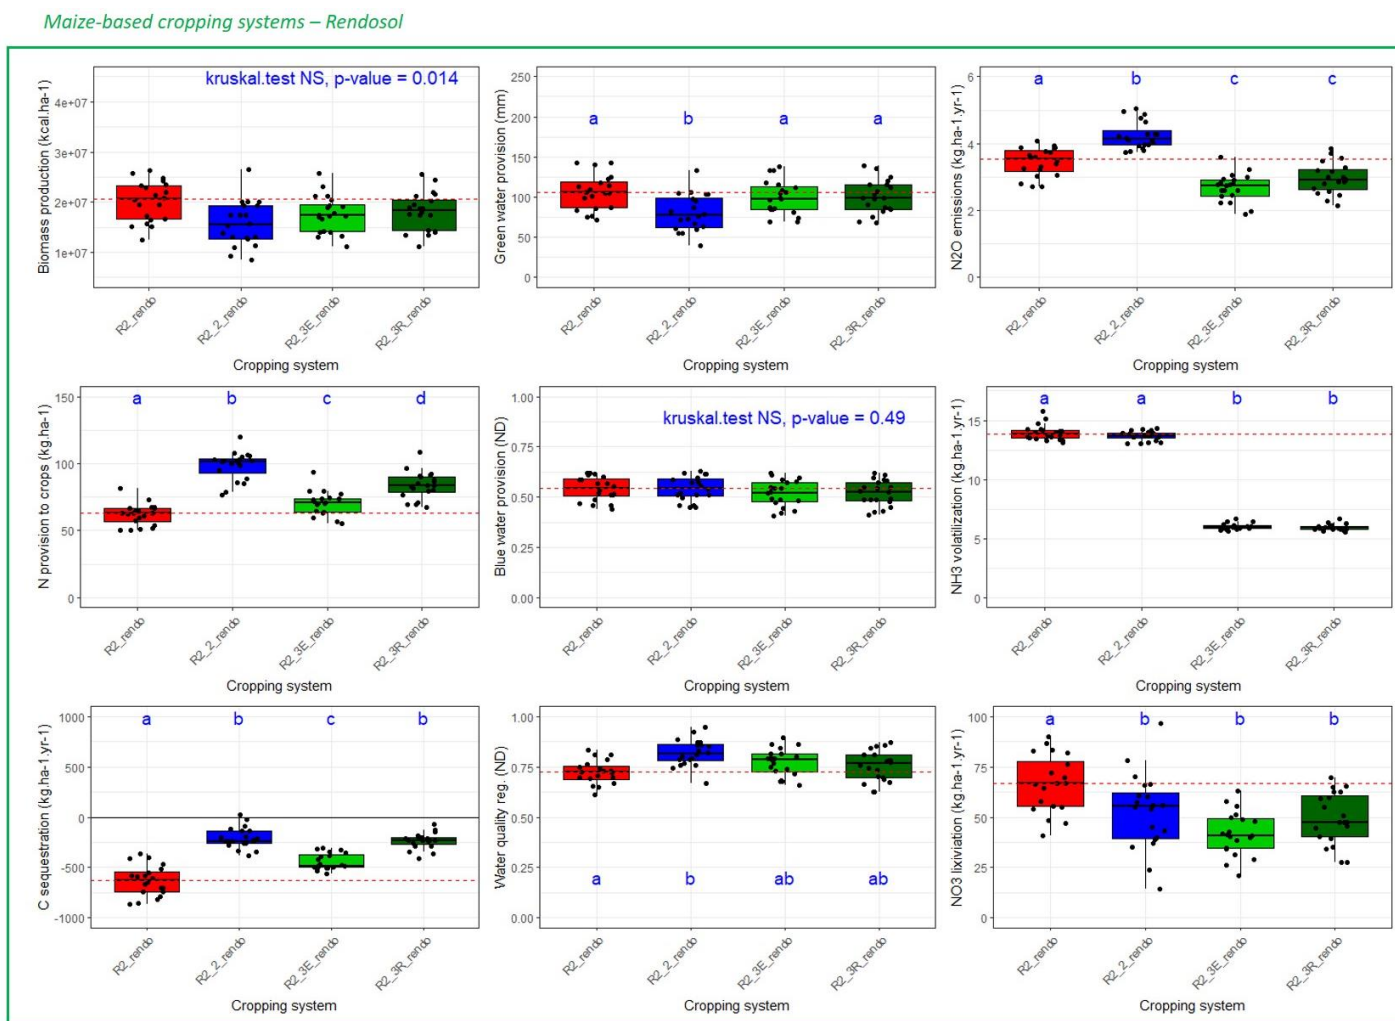 Maize-based cropping systems – Rendosol
kruskal.test NS, p-value = 0.014
Biomass production (kcal.ha-1)
4e+07
3e+07
2e+07
1e+07
R2_rendo
R2_2_rendo
R2_3E_rendo
R2_3R_rendo
Cropping system
Green water provision (mm)
250
200
150
100
50
0
a
b
a
a
R2_rendo
R2_2_rendo
R2_3E_rendo
R2_3R_rendo
Cropping system
N2O emissions (kg.ha-1.yr-1)
6
4
2
0
a
b
c
c
R2_rendo
R2_2_rendo
R2_3E_rendo
R2_3R_rendo
Cropping system
N provision to crops (kg.ha-1)
150
100
50
0
a
b
c
d
R2_rendo
R2_2_rendo
R2_3E_rendo
R2_3R_rendo
Cropping system
Blue water provision (ND)
1.00
0.75
0.50
0.25
0.00
kruskal.test NS, p-value = 0.49
R2_rendo
R2_2_rendo
R2_3E_rendo
R2_3R_rendo
Cropping system
NH3 volatilization (kg.ha-1.yr-1)
15
10
5
0
a
a
b
b
R2_rendo
R2_2_rendo
R2_3E_rendo
R2_3R_rendo
Cropping system
C sequestration (kg.ha-1.yr-1)
1000
500
0
-500
-1000
a
b
c
b
R2_rendo
R2_2_rendo
R2_3E_rendo
R2_3R_rendo
Cropping system
Water quality reg. (ND)
1.00
0.75
0.50
0.25
0.00
a
b
ab
ab
R2_rendo
R2_2_rendo
R2_3E_rendo
R2_3R_rendo
Cropping system
NO3 lixiviation (kg.ha-1.yr-1)
100
75
50
25
0
a
b
b
b
R2_rendo
R2_2_rendo
R2_3E_rendo
R2_3R_rendo
Cropping system